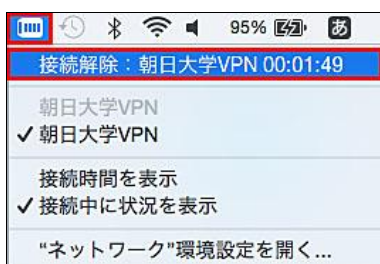 95% あ
接続解除：朝日大学VPN 00:01:49
朝日大学VPN
✓朝日大学VPN
接続時間を表示
✓接続中に状況を表示
“ネットワーク”環境設定を開く...